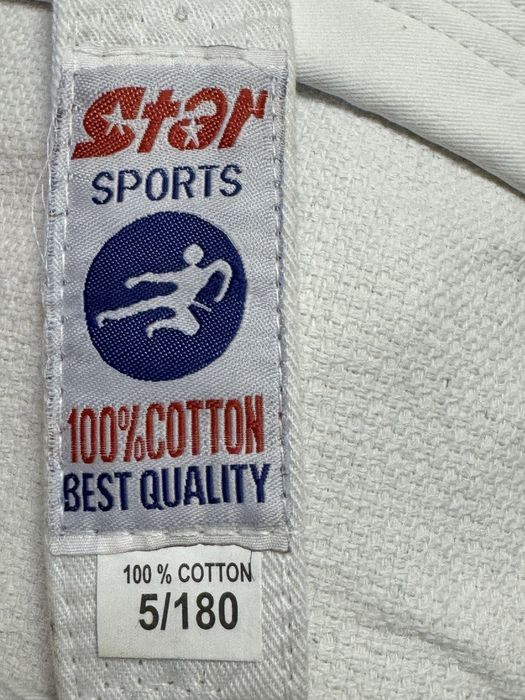 Star
SPORTS
100%COTTON
BEST QUALITY
100 % COTTON
5/180